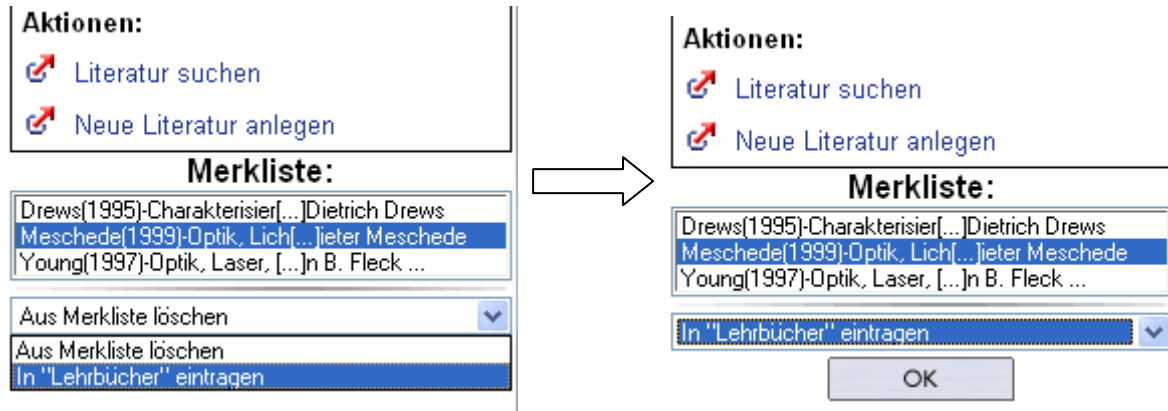 Aktionen:
Literatur suchen
Neue Literatur anlegen
Merkliste:
Drews(1995)-Charakterisier[...]Dietrich Drews
Meschede(1999)-Optik, Lich[...]ieter Meschede
Young(1997)-Optik, Laser, [...]n B. Fleck ...
Aus Merkliste löschen
Aus Merkliste löschen
In "Lehrbücher" eintragen
Aktionen:
Literatur suchen
Neue Literatur anlegen
Merkliste:
Drews(1995)-Charakterisier[...]Dietrich Drews
Meschede(1999)-Optik, Lich[...]ieter Meschede
Young(1997)-Optik, Laser, [...]n B. Fleck ...
In "Lehrbücher" eintragen
OK